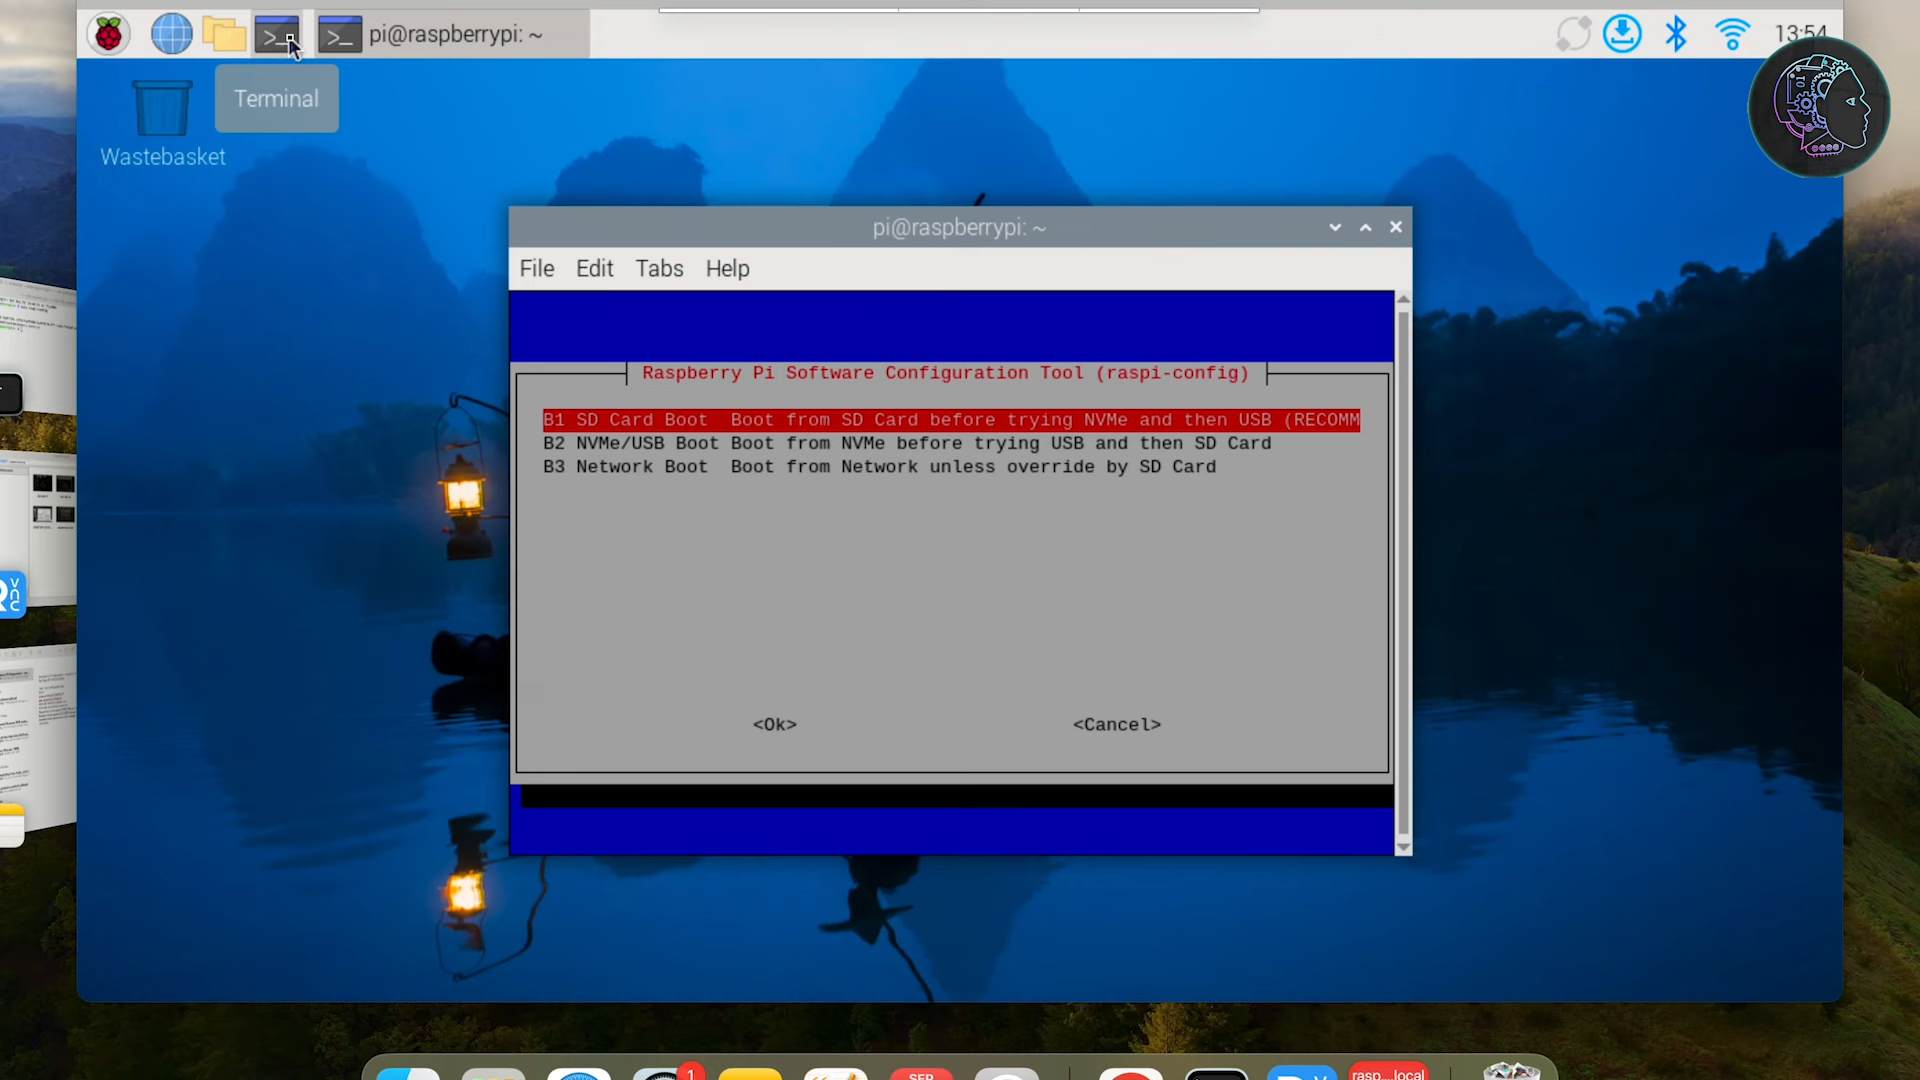 pi@raspberrypi: ~
13:54
Terminal
Wastebasket
pi@raspberrypi: ~
File Edit Tabs Help
Raspberry Pi Software Configuration Tool (raspi-config)
B1 SD Card Boot Boot from SD Card before trying NVMe and then USB (RECOMM
B2 NVMe/USB Boot Boot from NVMe before trying USB and then SD Card
B3 Network Boot Boot from Network unless override by SD Card
<Ok> <Cancel>
1
SEP
rasp....local